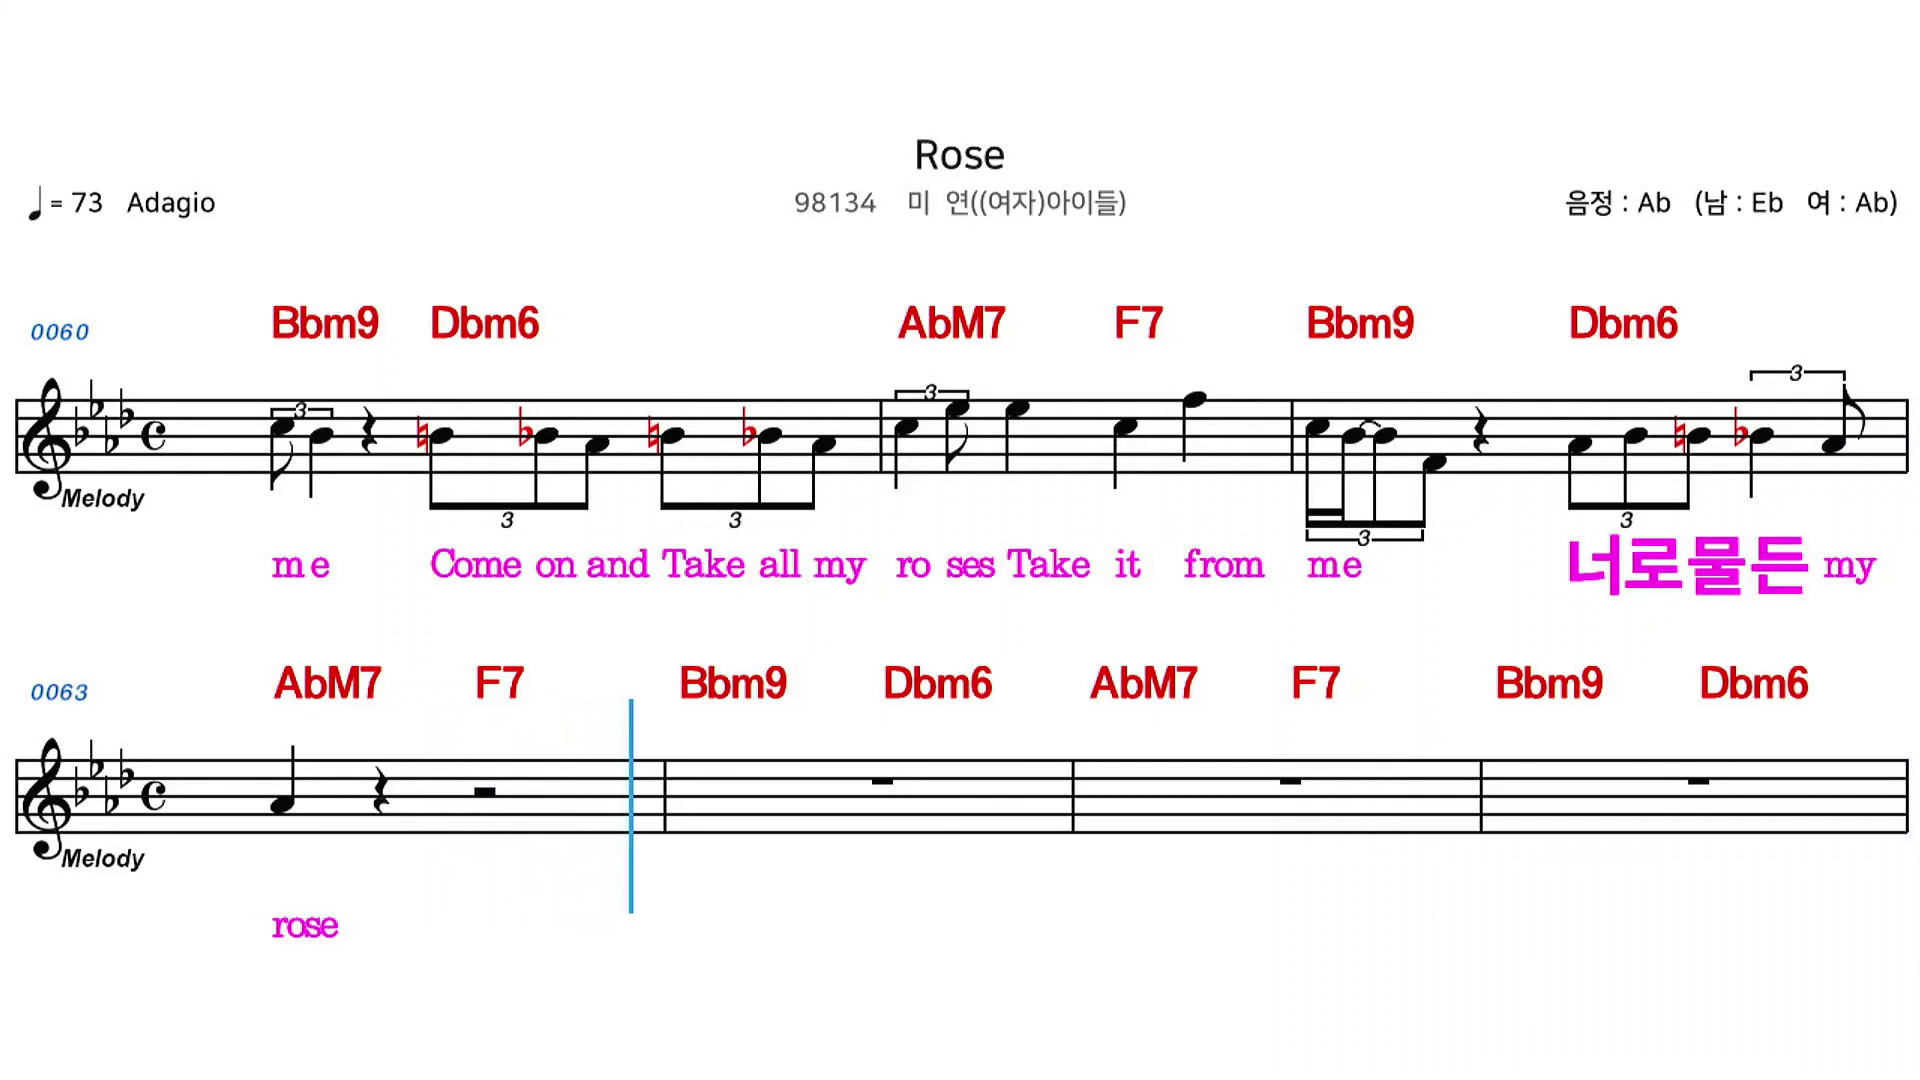 Rose
♩= 73 Adagio 98134 미 연((여자)아이들) 음정 : Ab (남 : Eb 여 : Ab)
0060 Bbm9 Dbm6 AbM7 F7 Bbm9 Dbm6
3 3 3
Melody
3 3 3 3
me Come on and Take all my ro ses Take it from me 너로물든 my
0063 AbM7 F7 Bbm9 Dbm6 AbM7 F7 Bbm9 Dbm6
Melody
rose